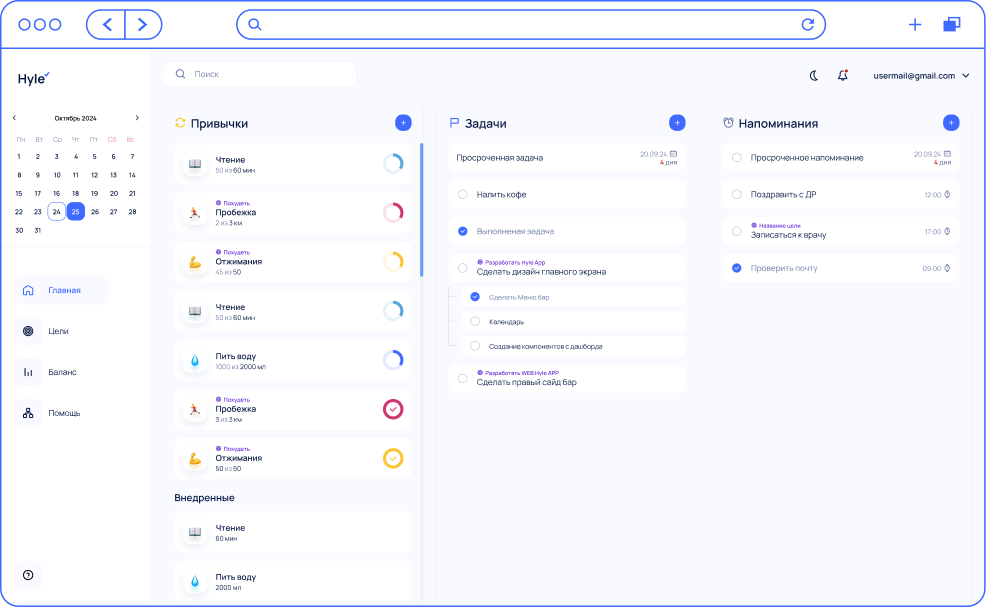 Hyle
Поиск
usermail@gmail.com
Октябрь 2024
Пн Вт Ср Чт Пт Сб Вс
1 2 3 4 5 6 7
8 9 10 11 12 13 14
15 17 16 18 19 20 21
22 23 24 25 26 27 28
30 31
Главная
Цели
Баланс
Помощь
Привычки
Чтение
50 из 60 мин
Похудеть
Пробежка
2 из 3 км
Похудеть
Отжимания
45 из 50
Чтение
50 из 60 мин
Пить воду
1000 из 2000 мл
Похудеть
Пробежка
3 из 3 км
Похудеть
Отжимания
50 из 50
Внедренные
Чтение
60 мин
Пить воду
2000 мл
Задачи
Просроченная задача
20.09.24
4 дня
Налить кофе
Выполненая задача
Разработать Hyle App
Сделать дизайн главного экрана
Сделать Меню бар
Календарь
Создание компонентов с дашборда
Разработать WEB Hyle APP
Сделать правый сайд бар
Напоминания
Просроченное напоминание
20.09.24
4 дня
Поздравить с ДР
12:00
Название цели
Записаться к врачу
17:00
Проверить почту
09:00